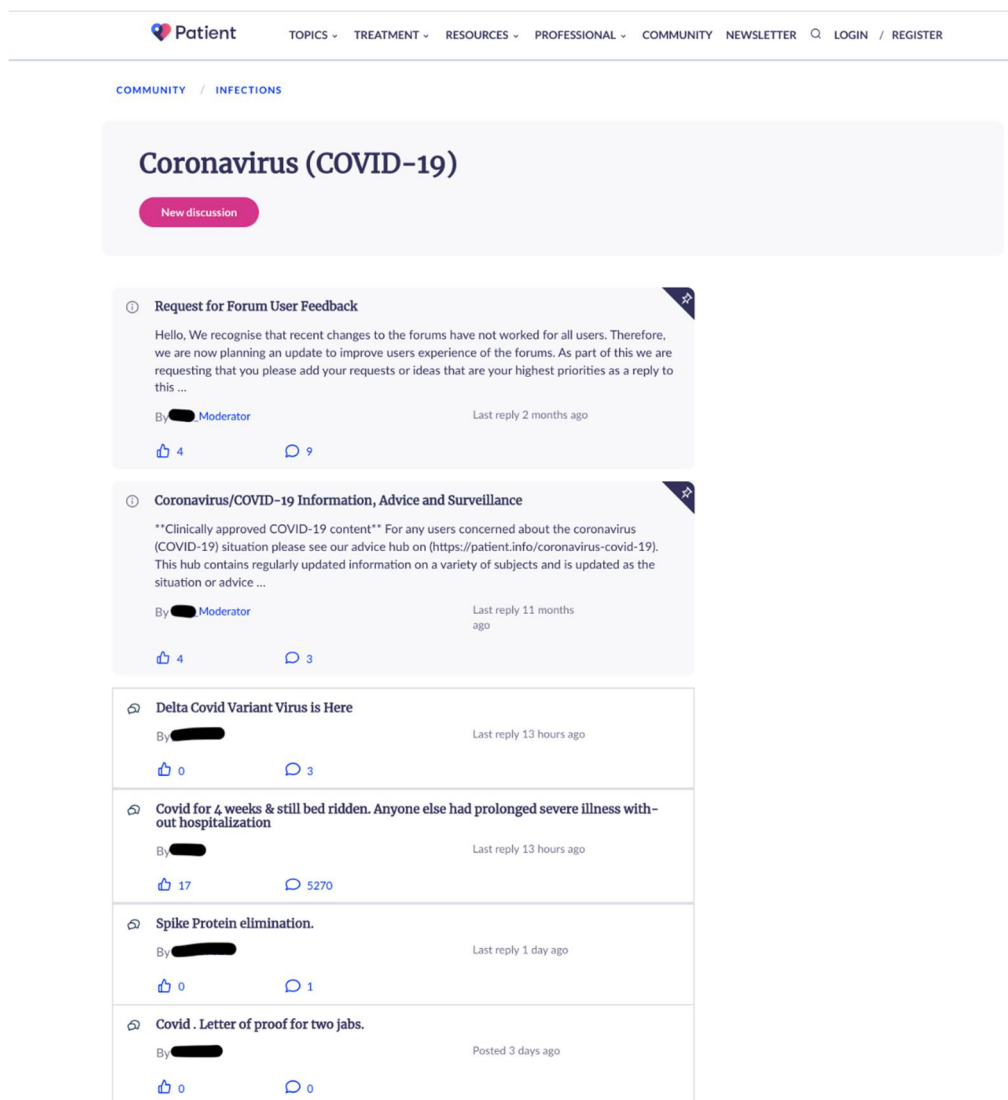 Patient TOPICS TREATMENT RESOURCES PROFESSIONAL COMMUNITY NEWSLETTER LOGIN / REGISTER
COMMUNITY / INFECTIONS
Coronavirus (COVID-19)
New discussion
Request for Forum User Feedback
Hello, We recognise that recent changes to the forums have not worked for all users. Therefore,
we are now planning an update to improve users experience of the forums. As part of this we are
requesting that you please add your requests or ideas that are your highest priorities as a reply to
this ...
By _Moderator Last reply 2 months ago
4 9
Coronavirus/COVID-19 Information, Advice and Surveillance
**Clinically approved COVID-19 content** For any users concerned about the coronavirus
(COVID-19) situation please see our advice hub on (https://patient.info/coronavirus-covid-19).
This hub contains regularly updated information on a variety of subjects and is updated as the
situation or advice ...
By _Moderator Last reply 11 months
ago
4 3
Delta Covid Variant Virus is Here
By Last reply 13 hours ago
0 3
Covid for 4 weeks & still bed ridden. Anyone else had prolonged severe illness with-
out hospitalization
By Last reply 13 hours ago
17 5270
Spike Protein elimination.
By Last reply 1 day ago
0 1
Covid . Letter of proof for two jabs.
By Posted 3 days ago
0 0